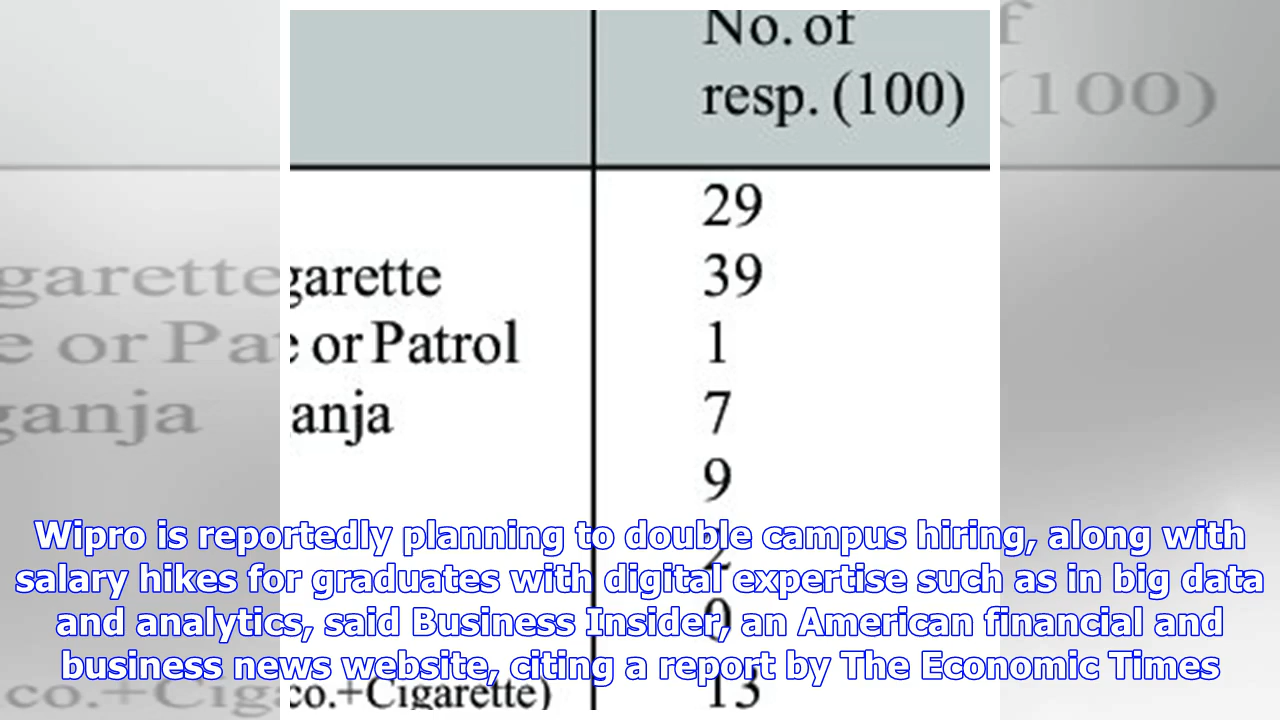 No. of
resp. (100)
29
garette 39
e or Patrol 1
anja 7
9
2
0
co.+Cigarette) 13
Wipro is reportedly planning to double campus hiring, along with
salary hikes for graduates with digital expertise such as in big data
and analytics, said Business Insider, an American financial and
business news website, citing a report by The Economic Times